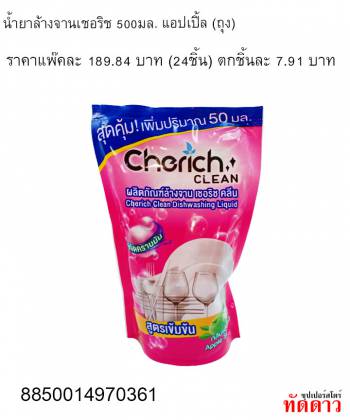 น้ำยาล้างจานเชอริช 500มล. แอปเปิ้ล (ถุง)
ราคาแพ๊คละ 189.84 บาท (24ชิ้น) ตกชิ้นละ 7.91 บาท
สุดคุ้ม! เพิ่มปริมาณ 50 มล.
Cherich
CLEAN
ผลิตภัณฑ์ล้างจาน เชอริช คลีน
Cherich Clean Dishwashing Liquid
สูตรเข้มข้น
Apple
8850014970361
ซุปเปอร์สโตร์
ทัดดาว